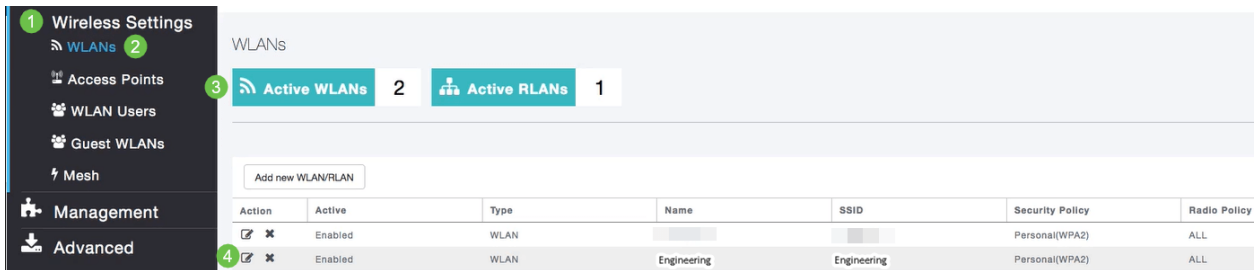 1 Wireless Settings
WLANs 2
Access Points
WLAN Users
Guest WLANs
Mesh
Management
Advanced
WLANs
3 Active WLANs 2 Active RLANs 1
Add new WLAN/RLAN
Action Active Type Name SSID Security Policy Radio Policy
Enabled WLAN Personal(WPA2) ALL
4 Enabled WLAN Engineering Engineering Personal(WPA2) ALL